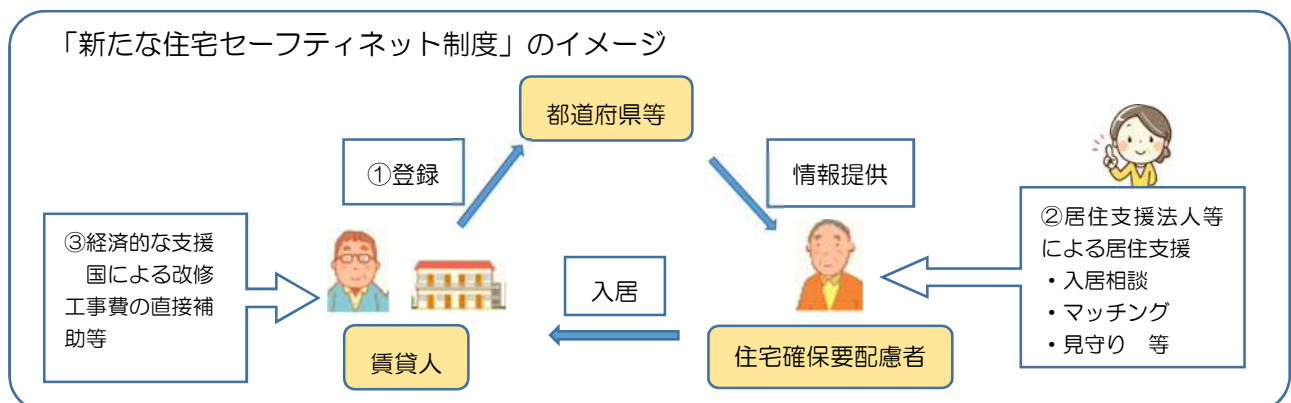 「新たな住宅セーフティネット制度」のイメージ
都道府県等
①登録
情報提供
③経済的な支援
国による改修
工事費の直接補
助等
入居
②居住支援法人等
による居住支援
・入居相談
・マッチング
・見守り　等
賃貸人
住宅確保要配慮者